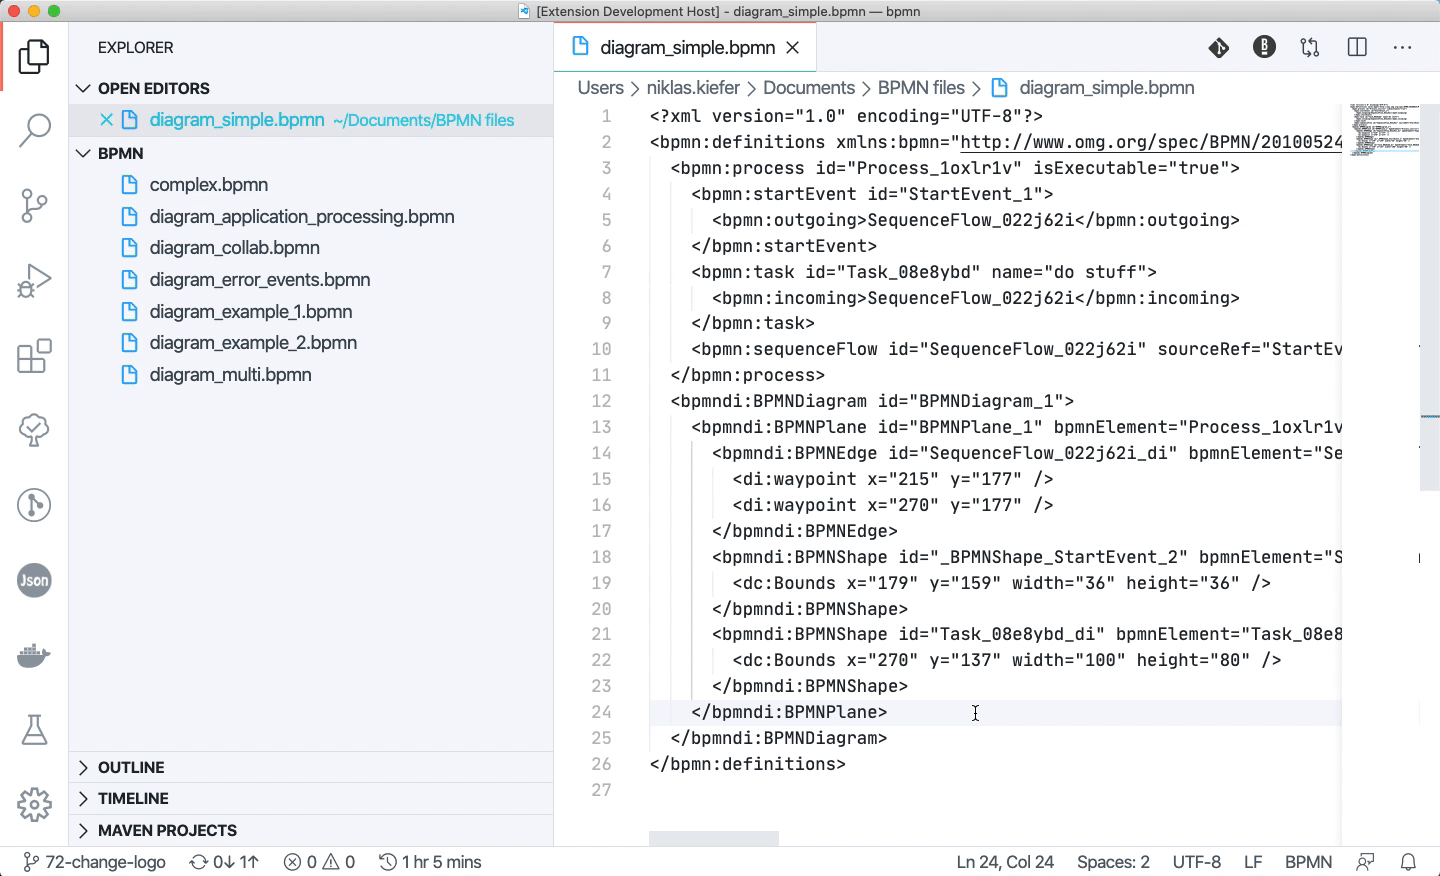 [Extension Development Host] - diagram_simple.bpmn — bpmn
EXPLORER
OPEN EDITORS
diagram_simple.bpmn ~/Documents/BPMN files
BPMN
complex.bpmn
diagram_application_processing.bpmn
diagram_collab.bpmn
diagram_error_events.bpmn
diagram_example_1.bpmn
diagram_example_2.bpmn
diagram_multi.bpmn
OUTLINE
TIMELINE
MAVEN PROJECTS
Json
diagram_simple.bpmn
B
Users > niklas.kiefer > Documents > BPMN files > diagram_simple.bpmn
1 <?xml version="1.0" encoding="UTF-8"?>
2 <bpmn:definitions xmlns:bpmn="http://www.omg.org/spec/BPMN/20100524
3 <bpmn:process id="Process_1oxlr1v" isExecutable="true">
4 <bpmn:startEvent id="StartEvent_1">
5 <bpmn:outgoing>SequenceFlow_022j62i</bpmn:outgoing>
6 </bpmn:startEvent>
7 <bpmn:task id="Task_08e8ybd" name="do stuff">
8 <bpmn:incoming>SequenceFlow_022j62i</bpmn:incoming>
9 </bpmn:task>
10 <bpmn:sequenceFlow id="SequenceFlow_022j62i" sourceRef="StartEv
11 </bpmn:process>
12 <bpmndi:BPMNDiagram id="BPMNDiagram_1">
13 <bpmndi:BPMNPlane id="BPMNPlane_1" bpmnElement="Process_1oxlr1v
14 <bpmndi:BPMNEdge id="SequenceFlow_022j62i_di" bpmnElement="Se
15 <di:waypoint x="215" y="177" />
16 <di:waypoint x="270" y="177" />
17 </bpmndi:BPMNEdge>
18 <bpmndi:BPMNShape id="_BPMNShape_StartEvent_2" bpmnElement="S
19 <dc:Bounds x="179" y="159" width="36" height="36" />
20 </bpmndi:BPMNShape>
21 <bpmndi:BPMNShape id="Task_08e8ybd_di" bpmnElement="Task_08e8
22 <dc:Bounds x="270" y="137" width="100" height="80" />
23 </bpmndi:BPMNShape>
24 </bpmndi:BPMNPlane>
25 </bpmndi:BPMNDiagram>
26 </bpmn:definitions>
27
72-change-logo 0↓ 1↑ 0 0 1 hr 5 mins Ln 24, Col 24 Spaces: 2 UTF-8 LF BPMN